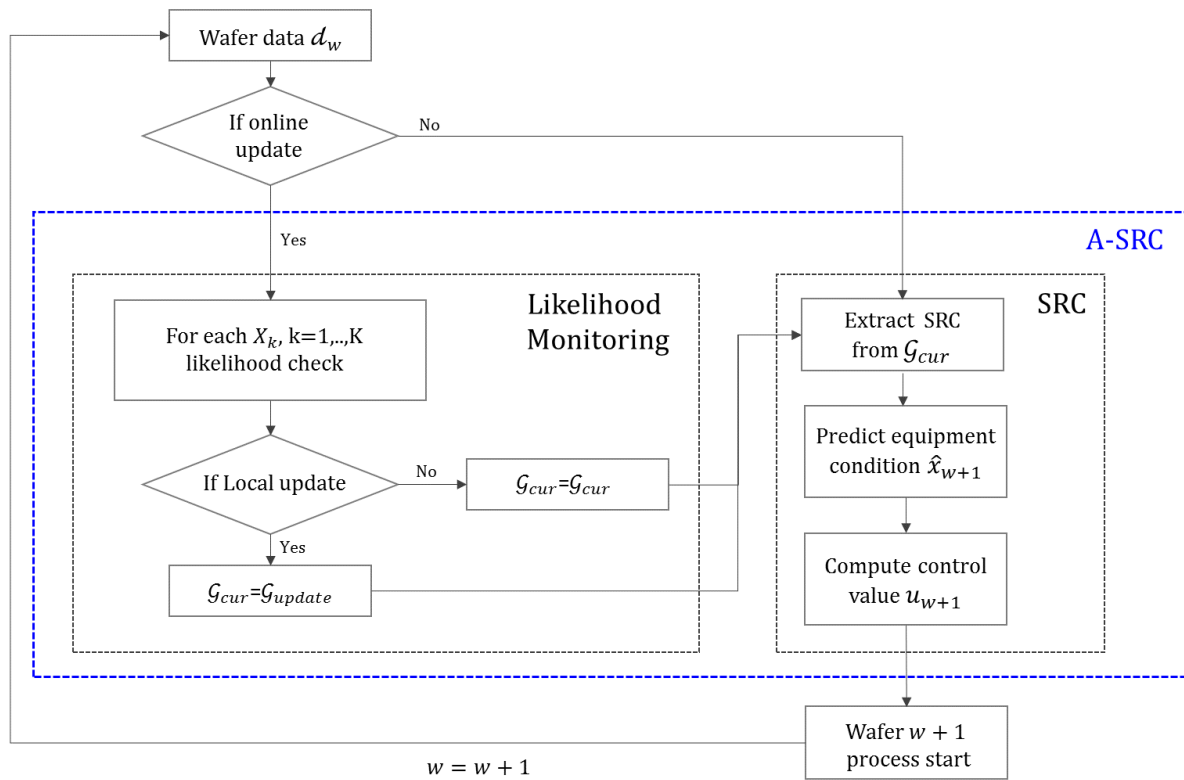 Wafer data 𝑑_w
If online
update
No
Yes
A-SRC
Likelihood
Monitoring
SRC
For each X_k, k=1,..,K
likelihood check
Extract SRC
from 𝒢_cur
Predict equipment
condition x̂_{w+1}
If Local update
No
𝒢_cur=𝒢_cur
Yes
𝒢_cur=𝒢_update
Compute control
value u_{w+1}
Wafer w + 1
process start
w = w + 1